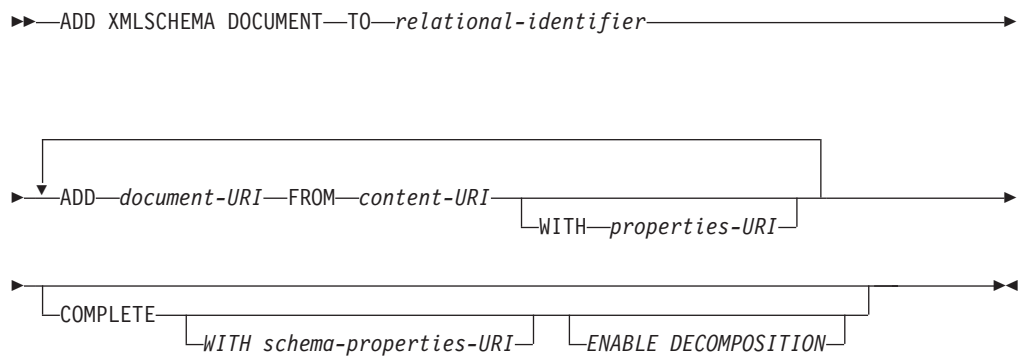 ADD XMLSCHEMA DOCUMENT TO relational-identifier
ADD document-URI FROM content-URI
WITH properties-URI
COMPLETE
WITH schema-properties-URI ENABLE DECOMPOSITION